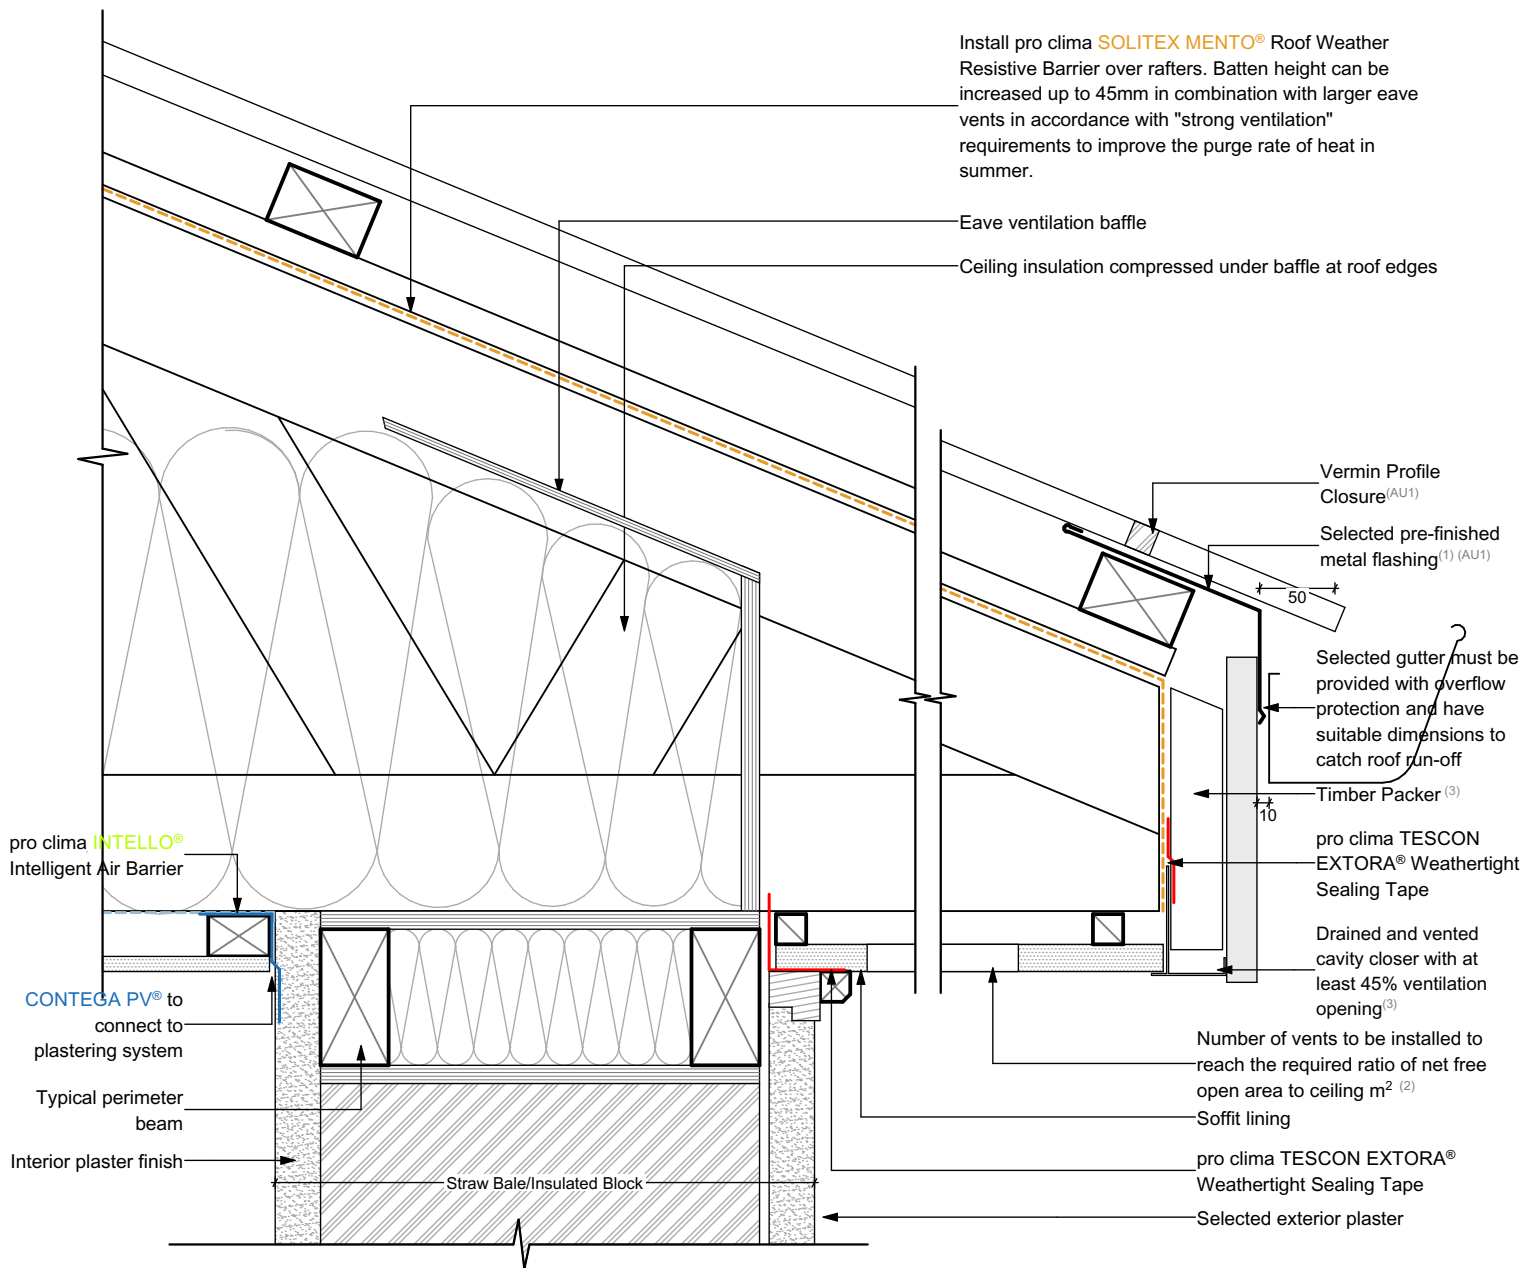 Install pro clima SOLITEX MENTO® Roof Weather
Resistive Barrier over rafters. Batten height can be
increased up to 45mm in combination with larger eave
vents in accordance with "strong ventilation"
requirements to improve the purge rate of heat in
summer.
Eave ventilation baffle
Ceiling insulation compressed under baffle at roof edges
Vermin Profile
Closure(AU1)
Selected pre-finished
metal flashing(1) (AU1)
50
Selected gutter must be
provided with overflow
protection and have
suitable dimensions to
catch roof run-off
Timber Packer (3)
10
pro clima TESCON
EXTORA® Weathertight
Sealing Tape
Drained and vented
cavity closer with at
least 45% ventilation
opening(3)
Number of vents to be installed to
reach the required ratio of net free
open area to ceiling m² (2)
Soffit lining
pro clima TESCON EXTORA®
Weathertight Sealing Tape
Selected exterior plaster
pro clima INTELLO®
Intelligent Air Barrier
CONTEGA PV® to
connect to
plastering system
Typical perimeter
beam
Interior plaster finish
Straw Bale/Insulated Block